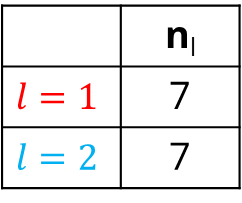 n_l
l = 1 7
l = 2 7